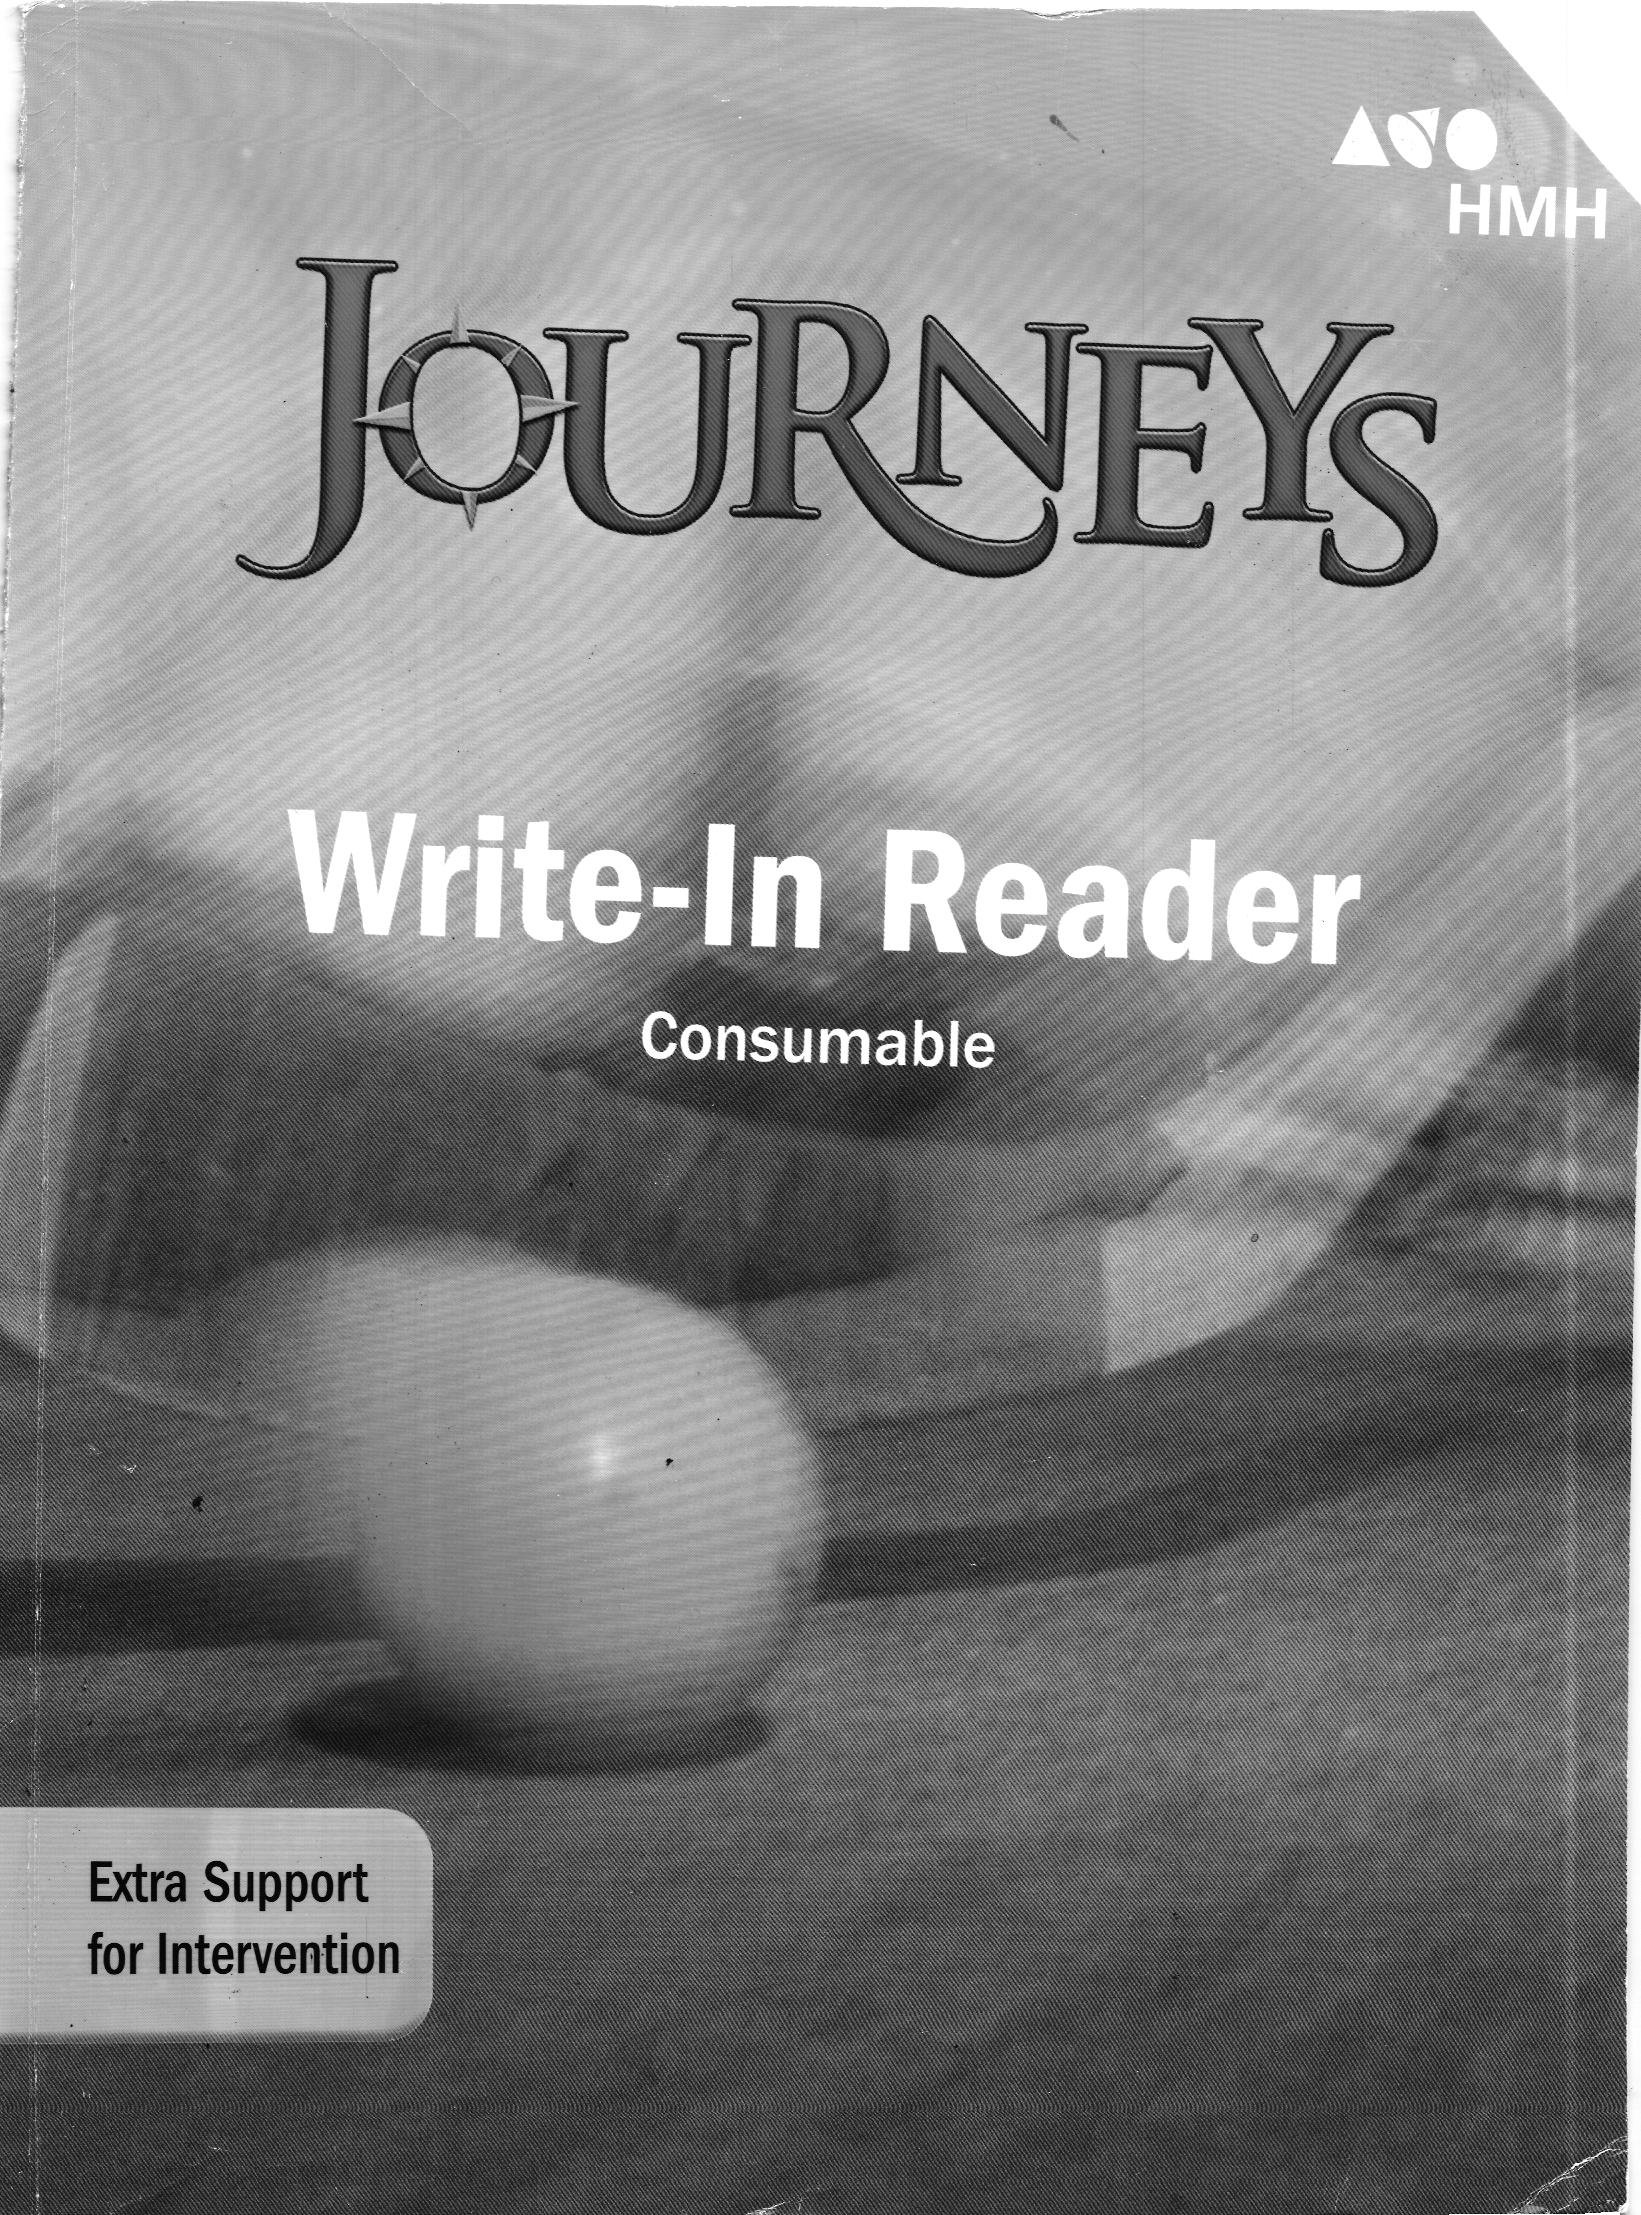 HMH
JOURNEYS
Write-In Reader
Consumable
Extra Support
for Intervention